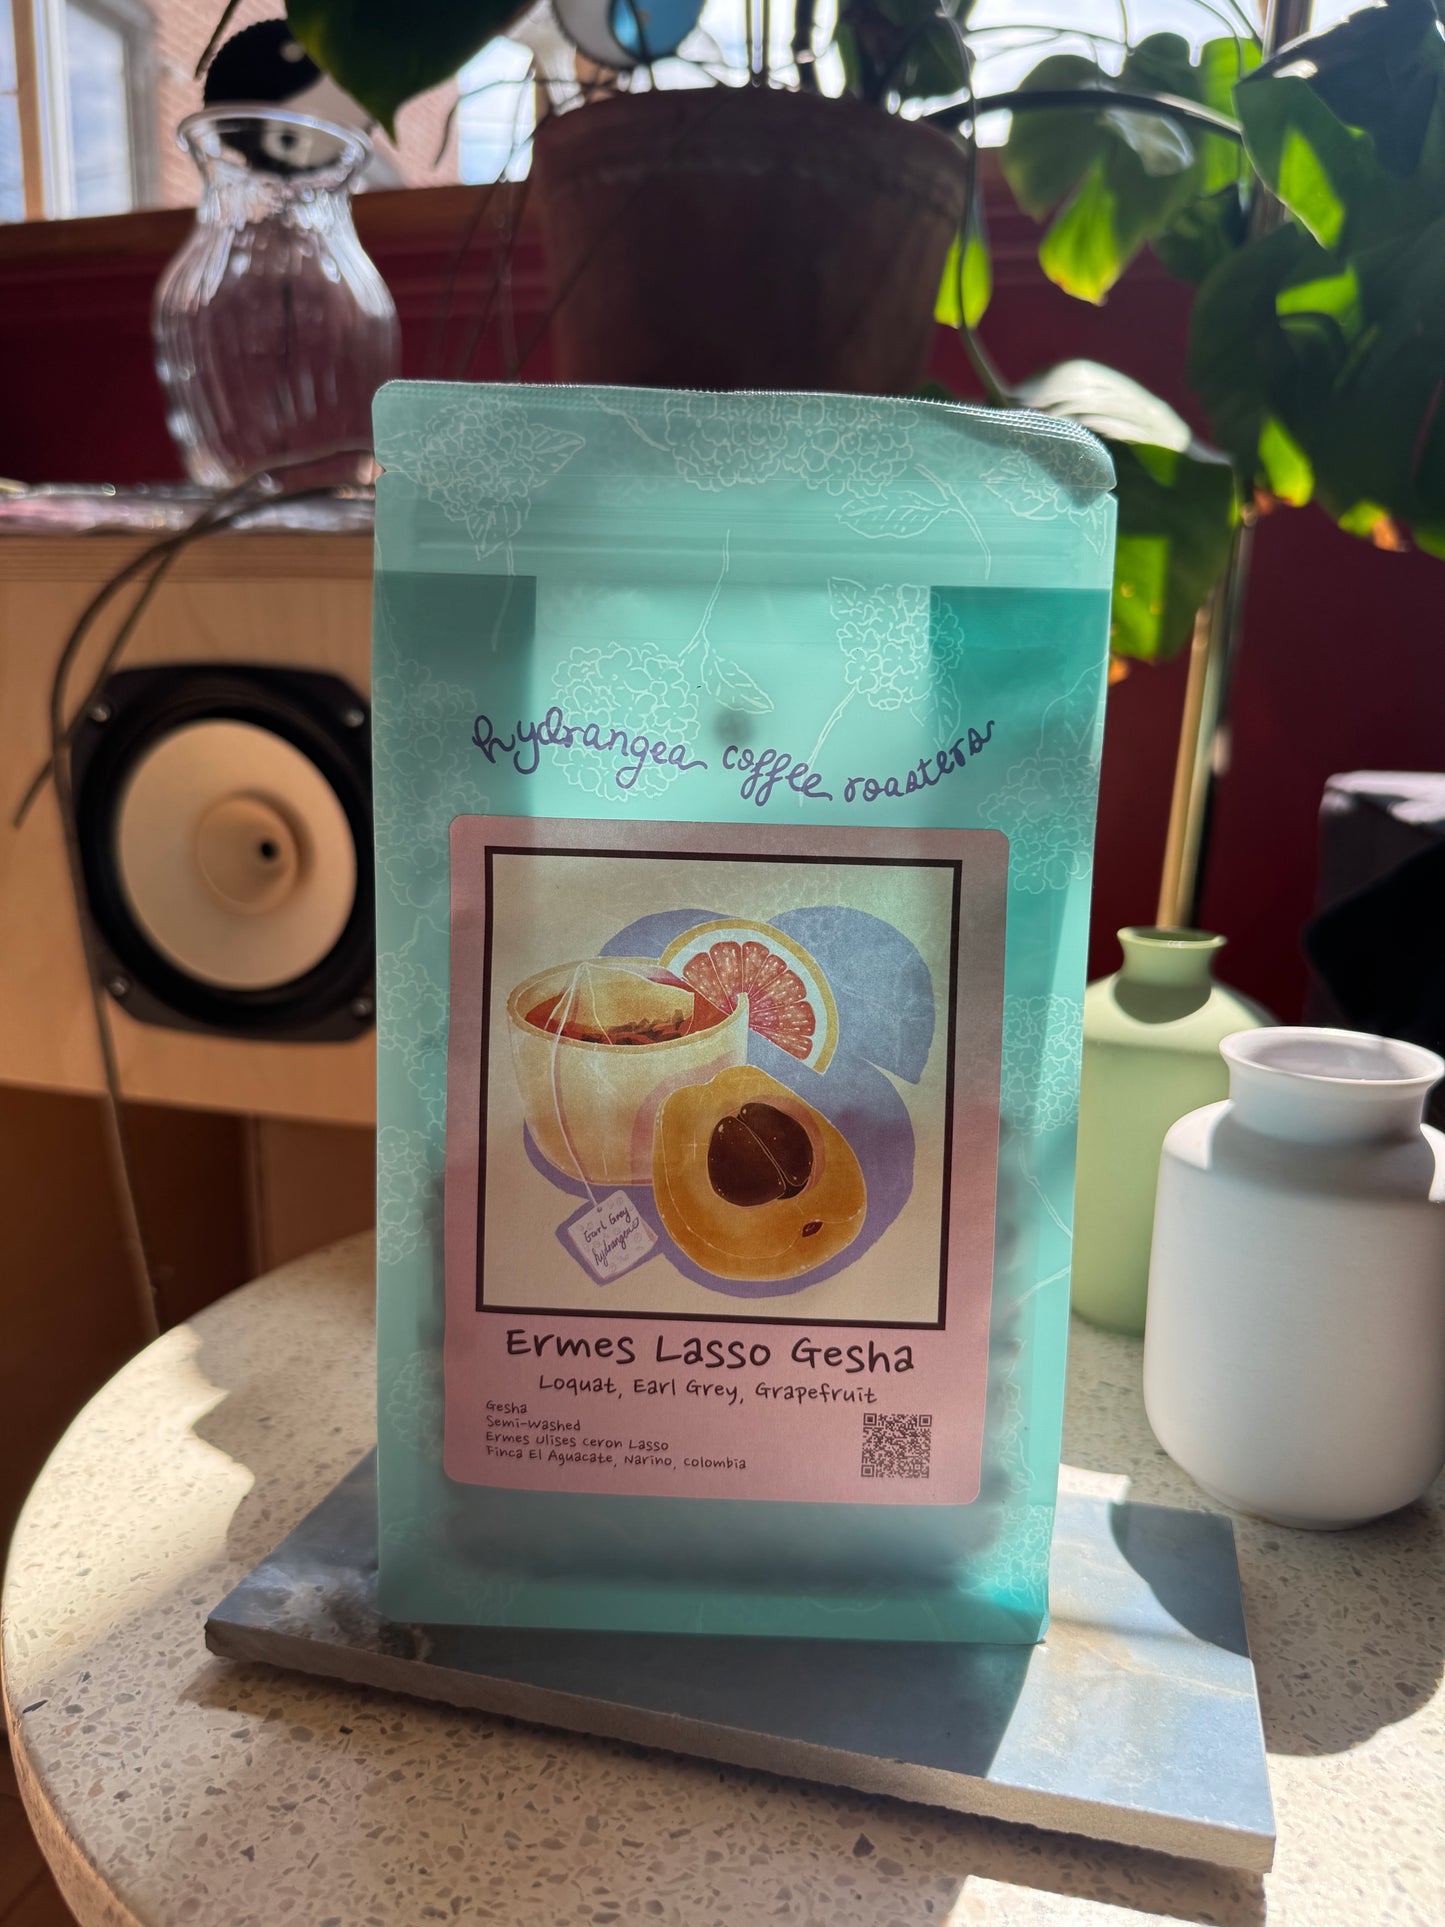 hydrangea coffee roasters
Earl Grey
hydrangea
Ermes Lasso Gesha
Loquat, Earl Grey, Grapefruit
Gesha
Semi-Washed
Ermes Ulises Ceron Lasso
Finca El Aguacate, Narino, Colombia